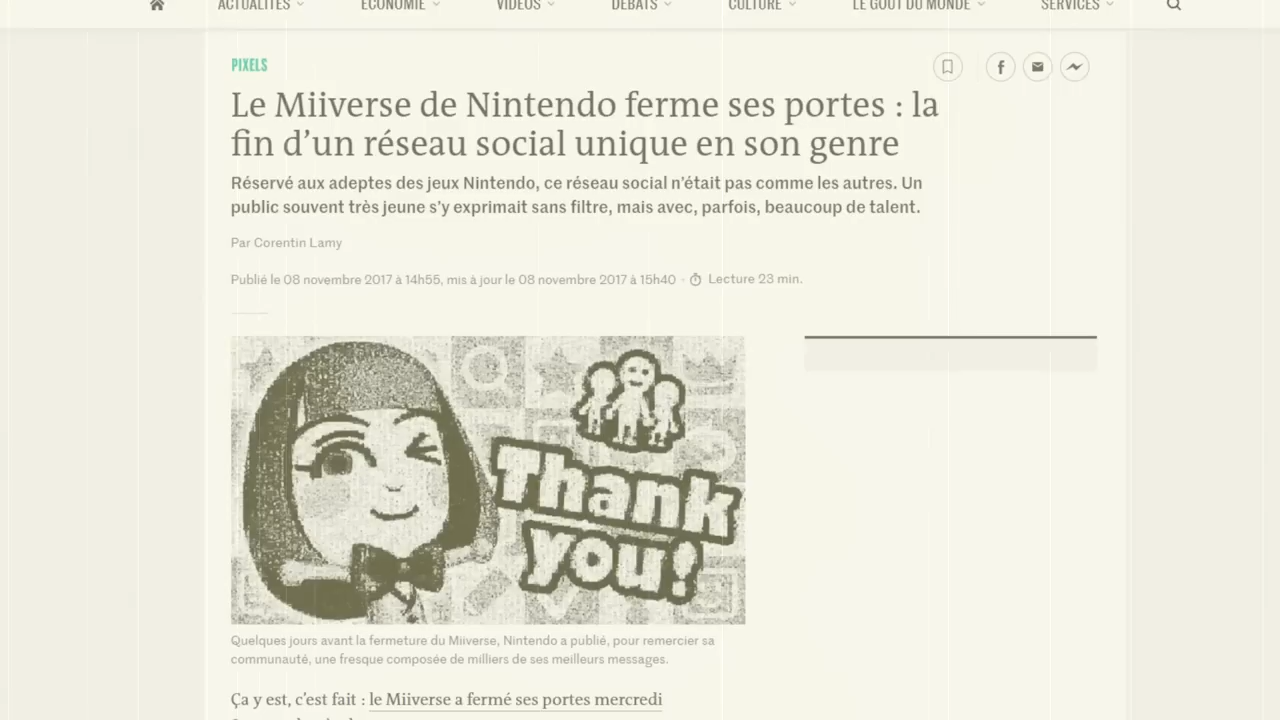 ACTUALITÉS ÉCONOMIE VIDÉOS DÉBATS CULTURE LE GOÛT DU MONDE SERVICES
PIXELS
Le Miiverse de Nintendo ferme ses portes : la
fin d’un réseau social unique en son genre
Réservé aux adeptes des jeux Nintendo, ce réseau social n’était pas comme les autres. Un
public souvent très jeune s’y exprimait sans filtre, mais avec, parfois, beaucoup de talent.
Par Corentin Lamy
Publié le 08 novembre 2017 à 14h55, mis à jour le 08 novembre 2017 à 15h40 · Lecture 23 min.
Thank
you!
Quelques jours avant la fermeture du Miiverse, Nintendo a publié, pour remercier sa
communauté, une fresque composée de milliers de ses meilleurs messages.
Ça y est, c’est fait : le Miiverse a fermé ses portes mercredi